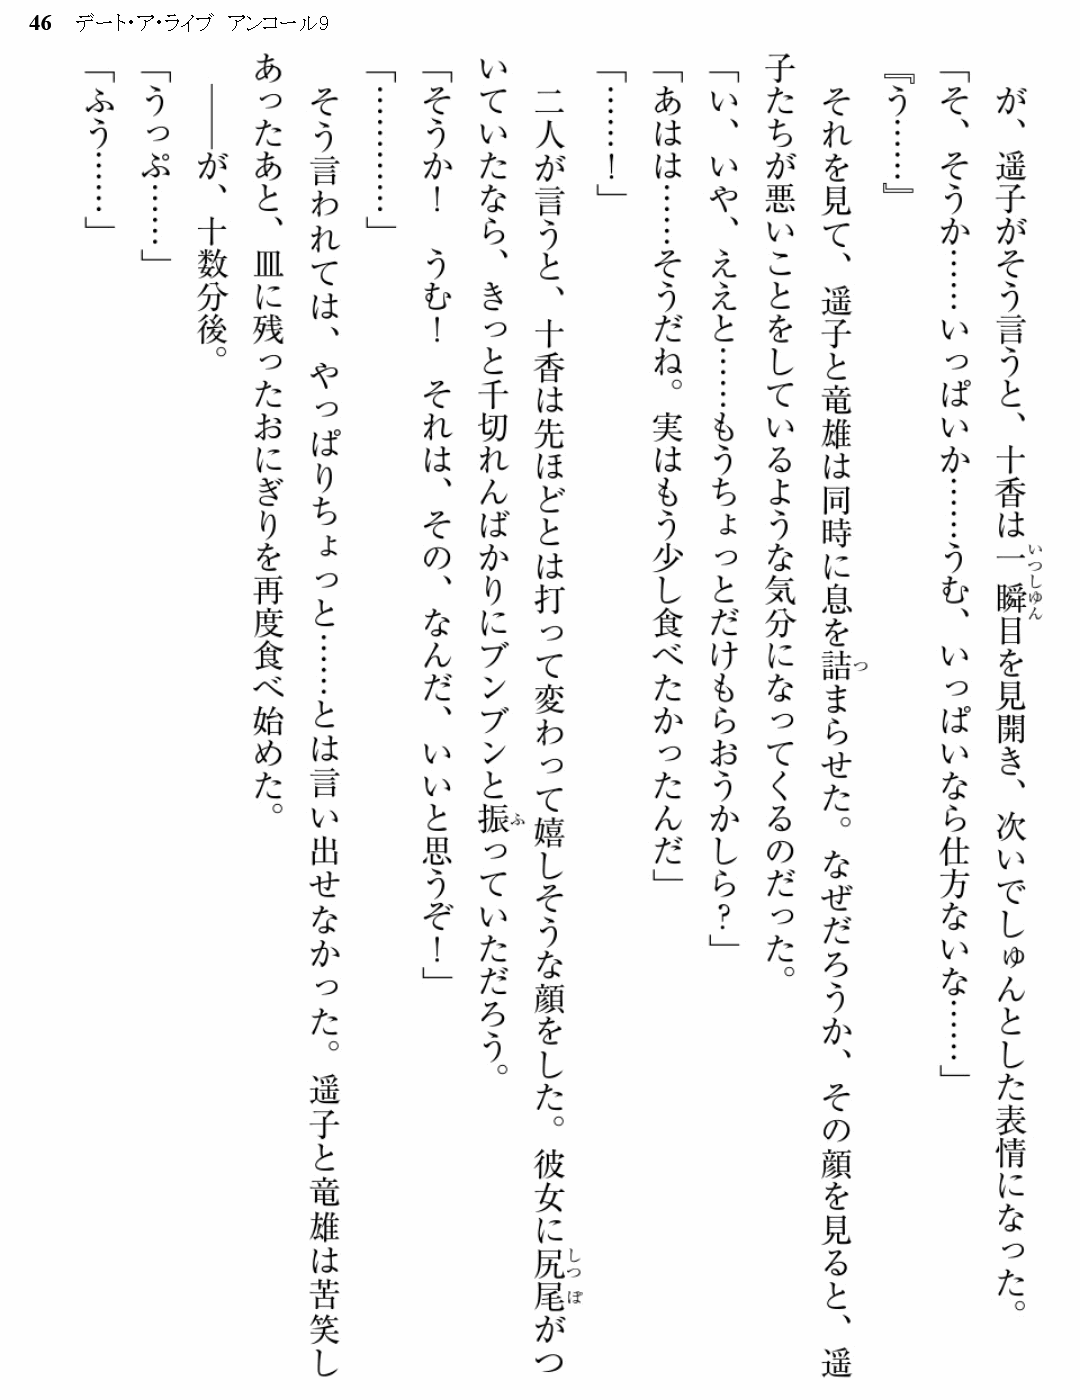 46 デート・ア・ライブ アンコール9
が、遥子がそう言うと、十香は一瞬目を見開き、次いでしゅんとした表情になった。
「そ、そうか……いっぱいか……うむ、いっぱいなら仕方ないな……」
『う……』
それを見て、遥子と竜雄は同時に息を詰まらせた。なぜだろうか、その顔を見ると、遥
子たちが悪いことをしているような気分になってくるのだった。
「い、いや、ええと……もうちょっとだけもらおうかしら?」
「あはは……そうだね。実はもう少し食べたかったんだ」
「……!」
二人が言うと、十香は先ほどとは打って変わって嬉しそうな顔をした。彼女に尻尾がつ
いていたなら、きっと千切れんばかりにブンブンと振っていただろう。
「そうか! うむ! それは、その、なんだ、いいと思うぞ!」
「…………」
そう言われては、やっぱりちょっと……とは言い出せなかった。遥子と竜雄は苦笑し
あったあと、皿に残ったおにぎりを再度食べ始めた。
――が、十数分後。
「うっぷ……」
「ふう……」
いつしゆん
つ
ふ
しつぽ